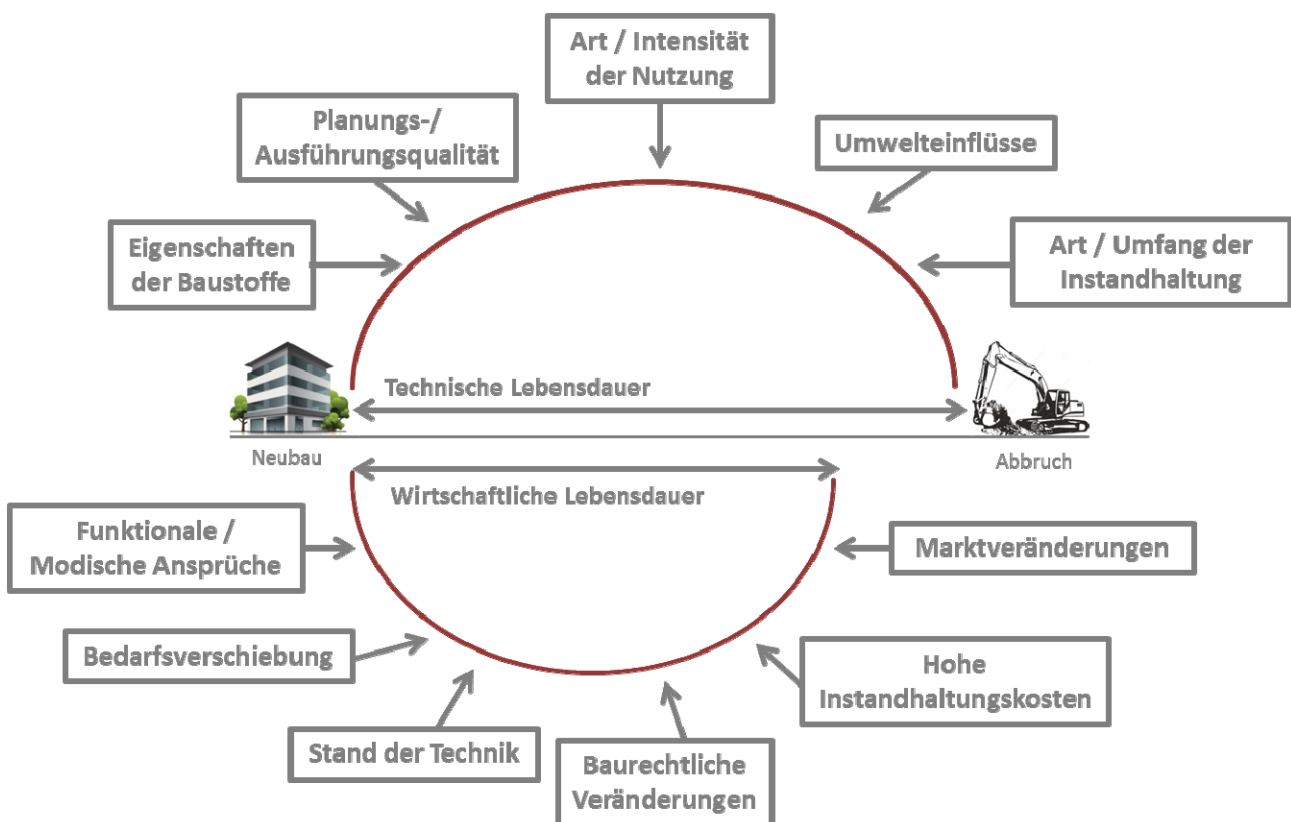 Art / Intensität
der Nutzung
Planungs-/
Ausführungsqualität
Umwelteinflüsse
Eigenschaften
der Baustoffe
Art / Umfang der
Instandhaltung
Technische Lebensdauer
Neubau
Abbruch
Wirtschaftliche Lebensdauer
Funktionale /
Modische Ansprüche
Marktveränderungen
Bedarfsverschiebung
Hohe
Instandhaltungskosten
Stand der Technik
Baurechtliche
Veränderungen